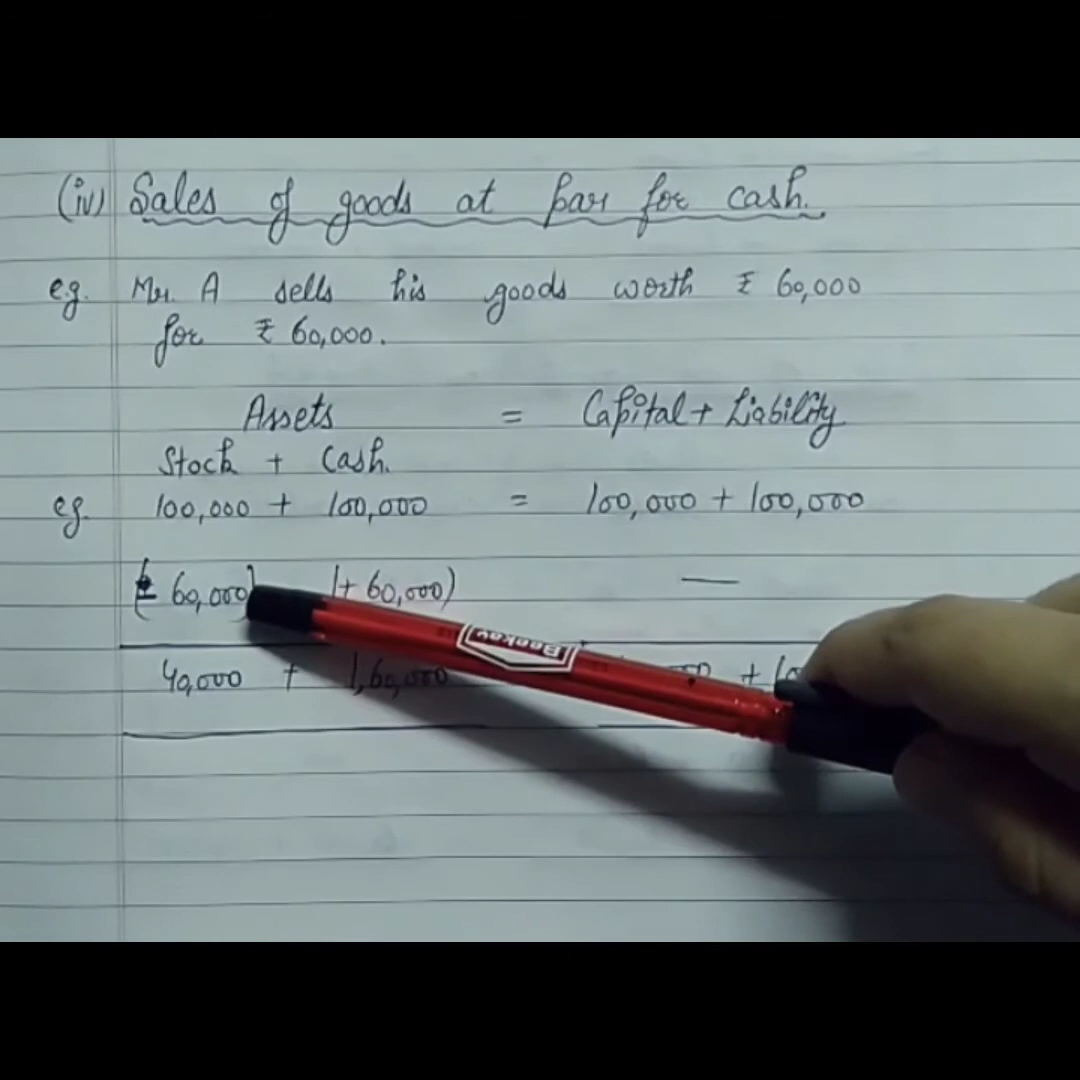 (iv) Sales of goods at par for cash.
e.g. Mr. A sells his goods worth ₹ 60,000
for ₹ 60,000.
Assets = Capital + Liability
Stock + Cash.
eg. 100,000 + 100,000 = 100,000 + 100,000
(- 60,000) (+ 60,000) —
40,000 + 1,60,000 +